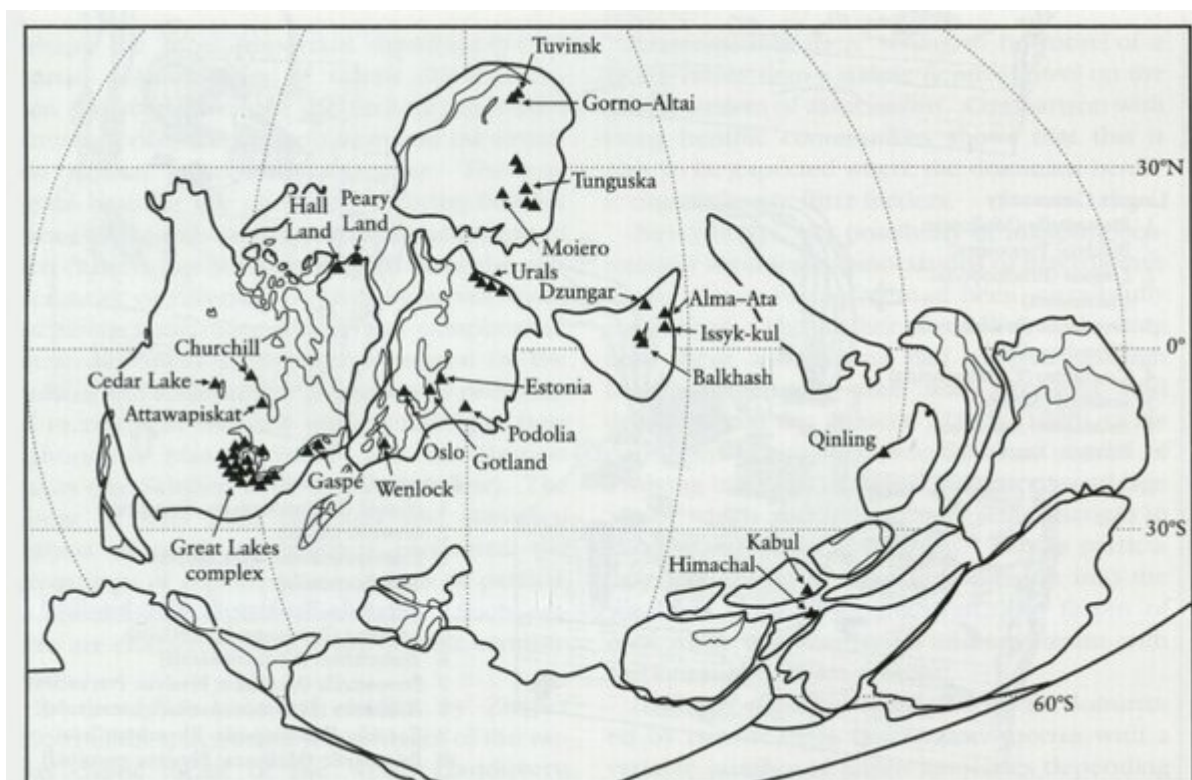 Tuvinsk
Gorno–Altai
30°N
Tunguska
Hall
Land
Peary
Land
Moiero
Urals
Dzungar
Alma–Ata
Issyk-kul
0°
Churchill
Cedar Lake
Estonia
Balkhash
Attawapiskat
Podolia
Qinling
Oslo
Gotland
Gaspé
Wenlock
30°S
Great Lakes
complex
Kabul
Himachal
60°S